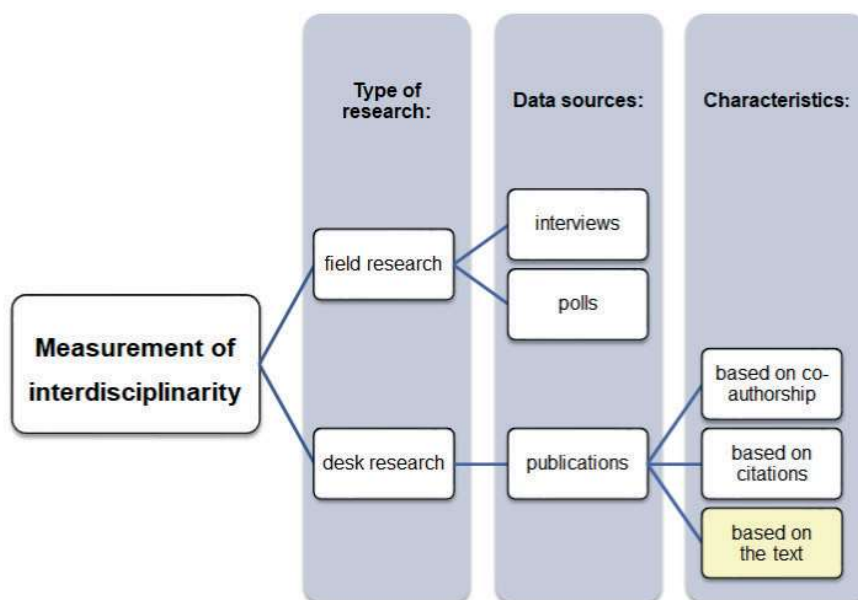 Type of
research:
Data sources:
Characteristics:
interviews
field research
polls
Measurement of
interdisciplinarity
based on co-
authorship
desk research
publications
based on
citations
based on
the text